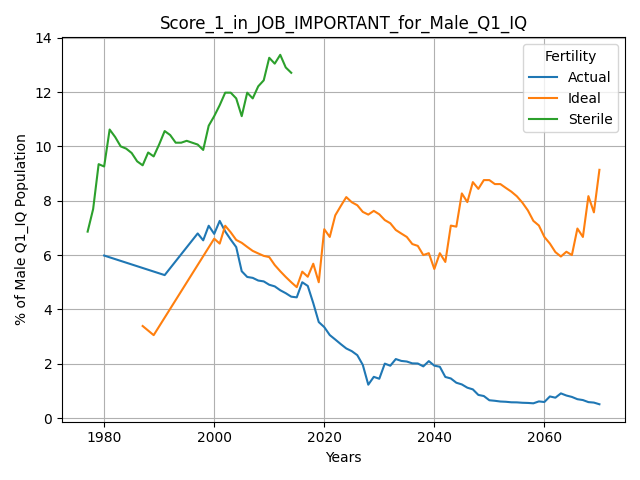 Score_1_in_JOB_IMPORTANT_for_Male_Q1_IQ
% of Male Q1_IQ Population
14
12
10
8
6
4
2
0
Fertility
Actual
Ideal
Sterile
1980 2000 2020 2040 2060
Years